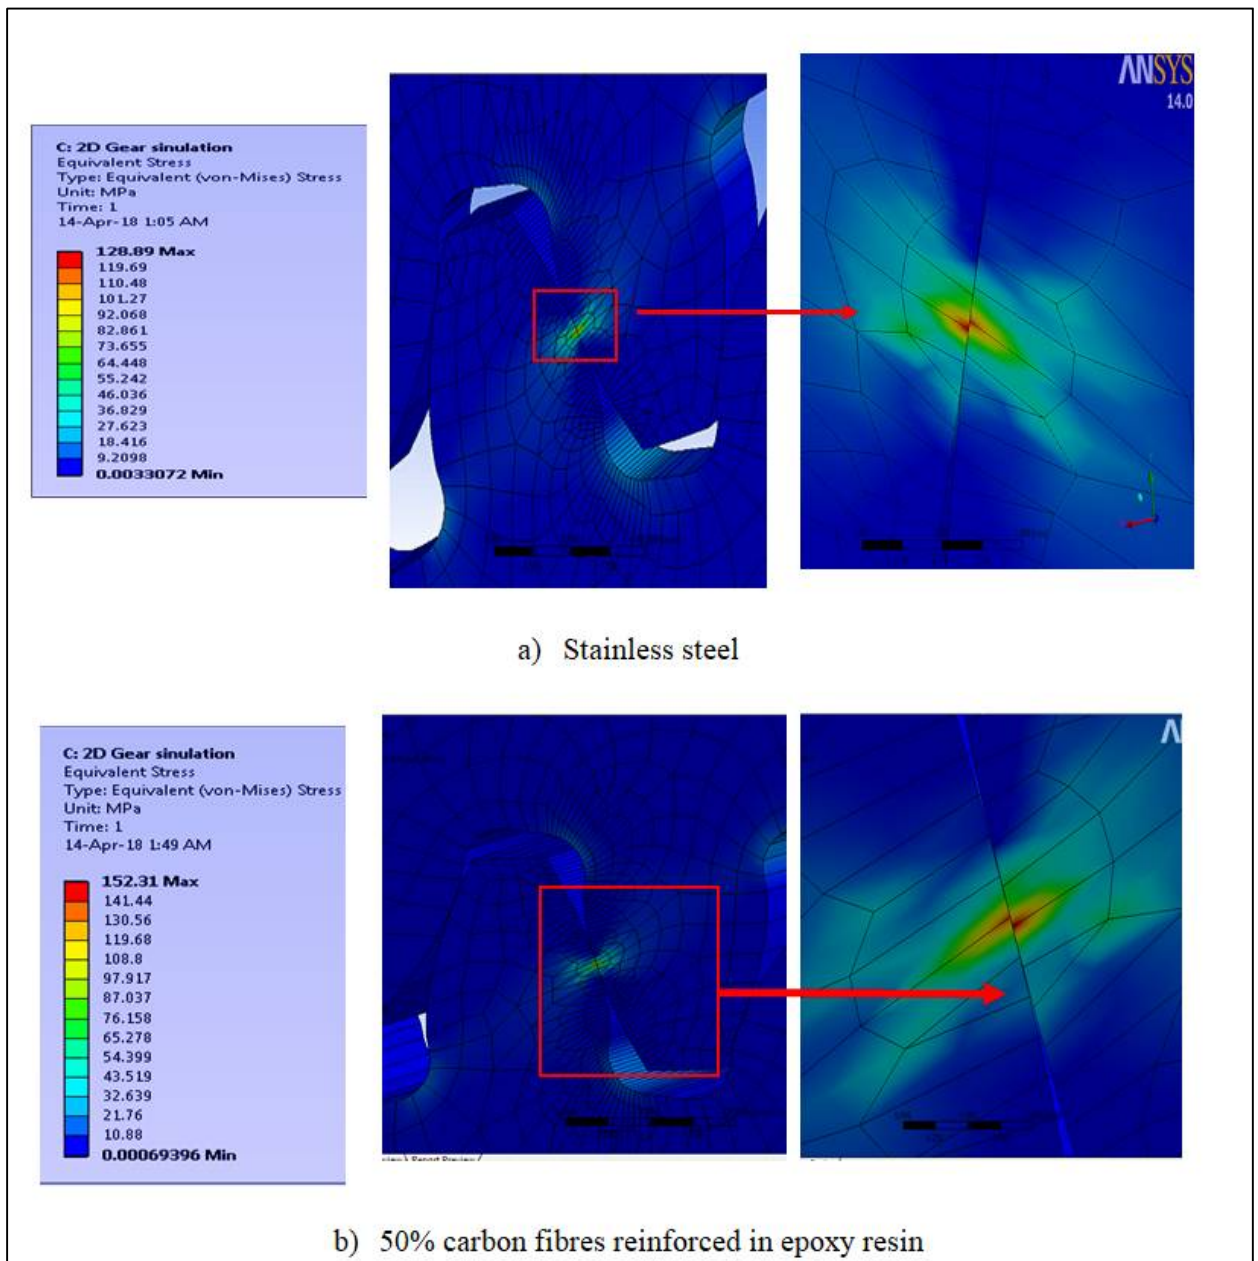 C: 2D Gear simulation
Equivalent Stress
Type: Equivalent (von-Mises) Stress
Unit: MPa
Time: 1
14-Apr-18 1:05 AM
128.89 Max
119.69
110.48
101.27
92.068
82.861
73.655
64.448
55.242
46.036
36.829
27.623
18.416
9.2098
0.0033072 Min
ANSYS
14.0
a) Stainless steel
C: 2D Gear sinulation
Equivalent Stress
Type: Equivalent (von-Mises) Stress
Unit: MPa
Time: 1
14-Apr-18 1:49 AM
152.31 Max
141.44
130.56
119.68
108.8
97.917
87.037
76.158
65.278
54.399
43.519
32.639
21.76
10.88
0.00069396 Min
b) 50% carbon fibres reinforced in epoxy resin